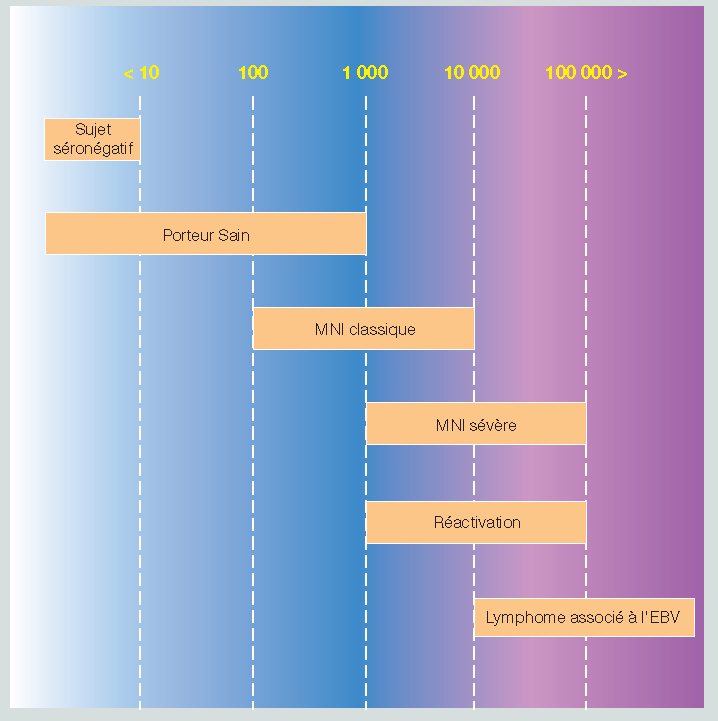 < 10 100 1 000 10 000 100 000 >
Sujet
séronégatif
Porteur Sain
MNI classique
MNI sévère
Réactivation
Lymphome associé à l'EBV